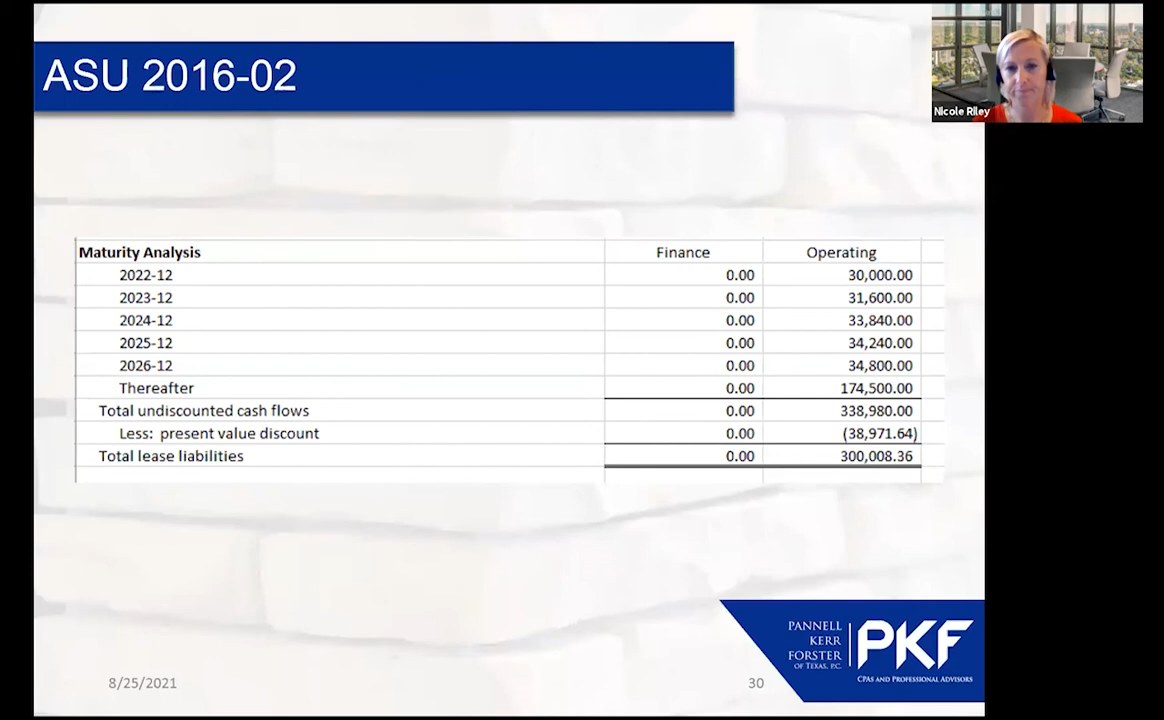 ASU 2016-02
Nicole Riley
Maturity Analysis Finance Operating
2022-12 0.00 30,000.00
2023-12 0.00 31,600.00
2024-12 0.00 33,840.00
2025-12 0.00 34,240.00
2026-12 0.00 34,800.00
Thereafter 0.00 174,500.00
Total undiscounted cash flows 0.00 338,980.00
Less: present value discount 0.00 (38,971.64)
Total lease liabilities 0.00 300,008.36
PANNELL
KERR
FORSTER
OF TEXAS, P.C.
PKF
CPAS AND PROFESSIONAL ADVISORS
8/25/2021
30